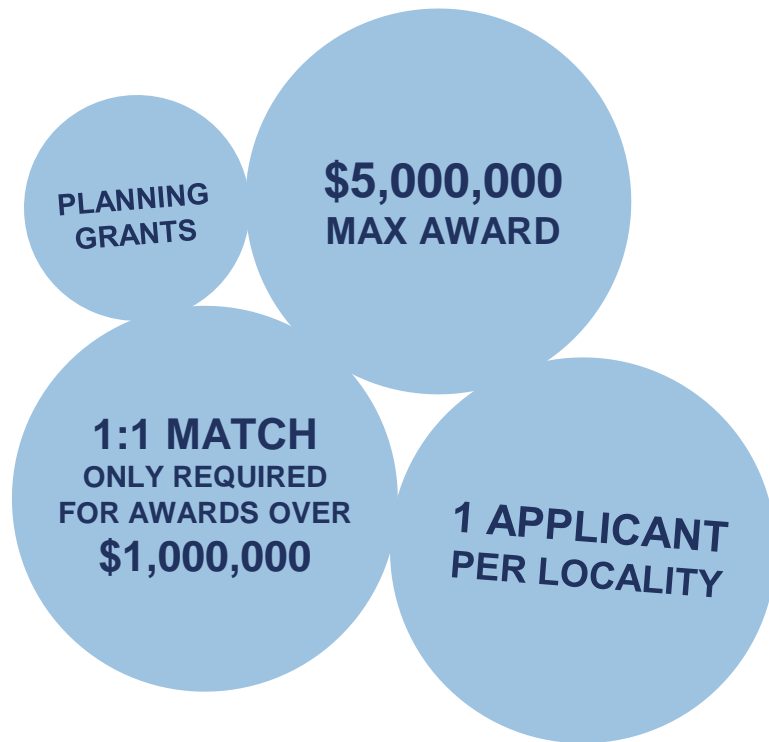 PLANNING
GRANTS
$5,000,000
MAX AWARD
1:1 MATCH
ONLY REQUIRED
FOR AWARDS OVER
$1,000,000
1 APPLICANT
PER LOCALITY